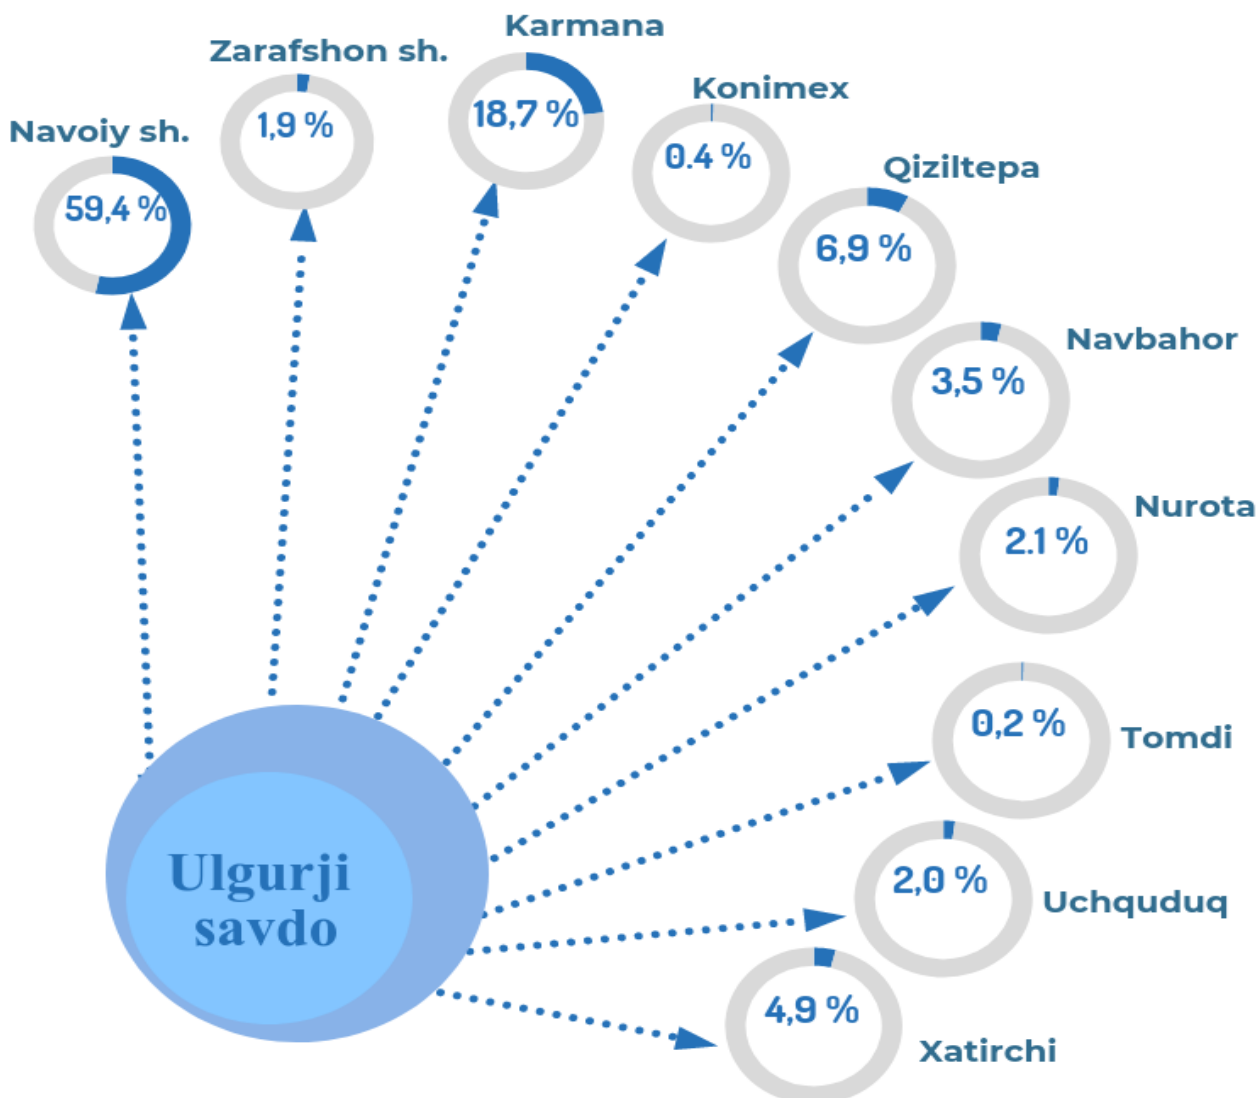 Karmana
Zarafshon sh.
18,7 %
Konimex
1,9 %
Navoiy sh.
0.4 %
Qiziltepa
59,4 %
6,9 %
Navbahor
3,5 %
Nurota
2.1 %
0,2 %
Tomdi
Ulgurji
savdo
2,0 %
Uchquduq
4,9 %
Xatirchi